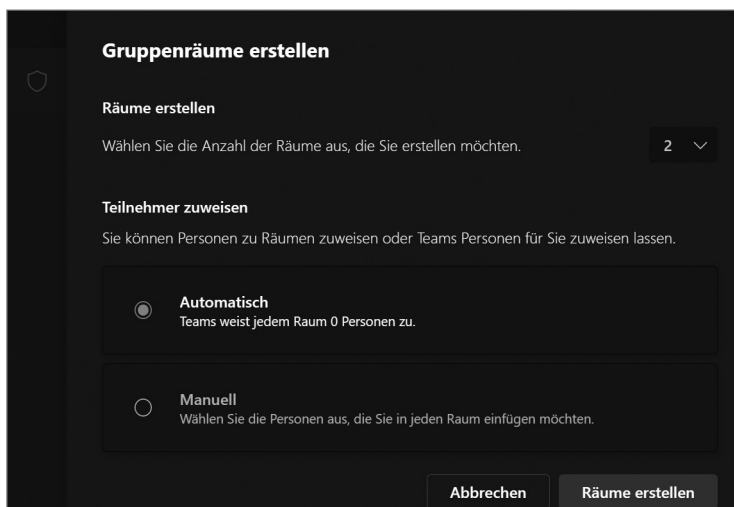 Gruppenräume erstellen
Räume erstellen
Wählen Sie die Anzahl der Räume aus, die Sie erstellen möchten.
2
Teilnehmer zuweisen
Sie können Personen zu Räumen zuweisen oder Teams Personen für Sie zuweisen lassen.
Automatisch
Teams weist jedem Raum 0 Personen zu.
Manuell
Wählen Sie die Personen aus, die Sie in jeden Raum einfügen möchten.
Abbrechen
Räume erstellen